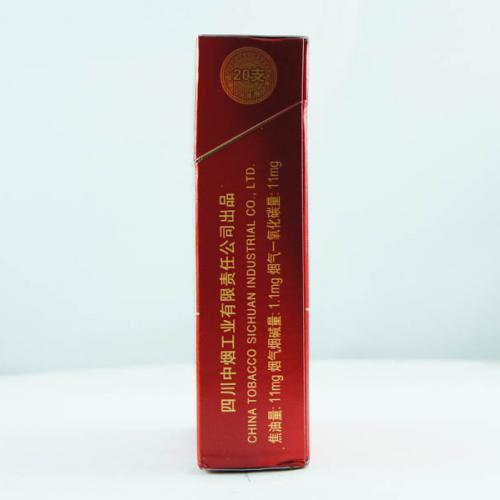 20支
四川中烟工业有限责任公司出品
CHINA TOBACCO SICHUAN INDUSTRIAL CO., LTD.
焦油量: 11mg 烟气烟碱量: 1.1mg 烟气一氧化碳量: 11mg